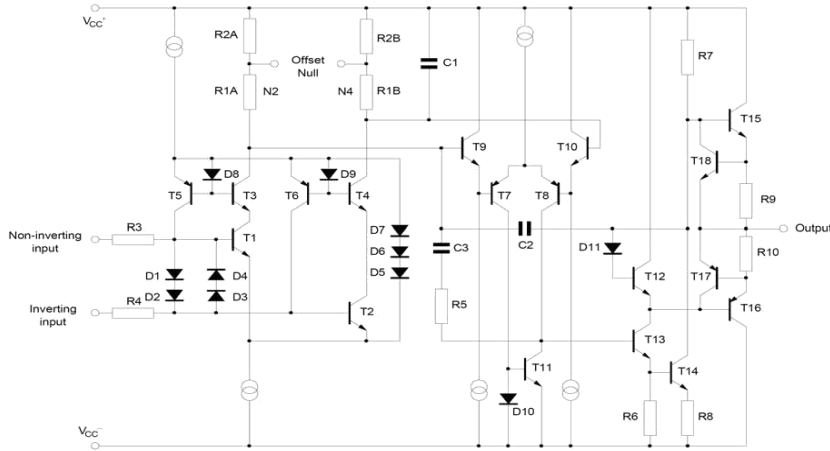 VCC+
R2A
R2B
R7
Offset
Null
C1
R1A
N2
N4
R1B
T15
T9
T10
T18
D8
D9
T5
T3
T6
T4
T7
T8
R9
R3
Non-inverting
input
T1
D7
D6
D5
C3
C2
D11
Output
R10
D1
D4
D2
D3
T12
T17
Inverting
input
R4
T2
R5
T16
T13
T11
T14
D10
R6
R8
VCC−